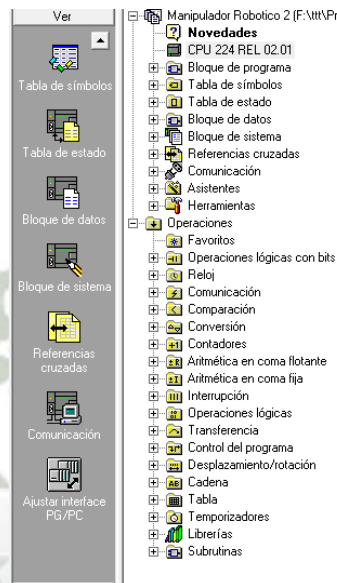 Ver
Tabla de símbolos
Tabla de estado
Bloque de datos
Bloque de sistema
Referencias
cruzadas
Comunicación
Ajustar interface
PG/PC
Manipulador Robotico 2 (F:\ttt\Pr
Novedades
CPU 224 REL 02.01
Bloque de programa
Tabla de símbolos
Tabla de estado
Bloque de datos
Bloque de sistema
Referencias cruzadas
Comunicación
Asistentes
Herramientas
Operaciones
Favoritos
Operaciones lógicas con bits
Reloj
Comunicación
Comparación
Conversión
Contadores
Aritmética en coma flotante
Aritmética en coma fija
Interrupción
Operaciones lógicas
Transferencia
Control del programa
Desplazamiento/rotación
Cadena
Tabla
Temporizadores
Librerías
Subrutinas